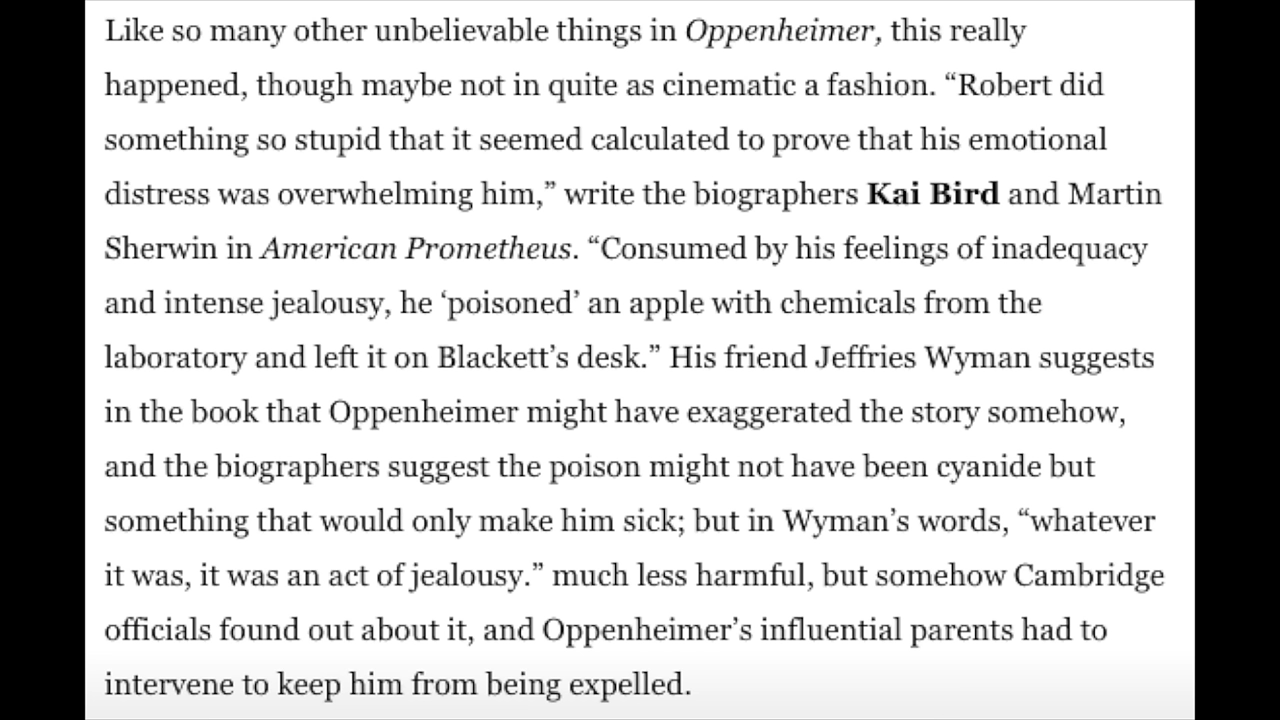 Like so many other unbelievable things in Oppenheimer, this really
happened, though maybe not in quite as cinematic a fashion. “Robert did
something so stupid that it seemed calculated to prove that his emotional
distress was overwhelming him,” write the biographers Kai Bird and Martin
Sherwin in American Prometheus. “Consumed by his feelings of inadequacy
and intense jealousy, he ‘poisoned’ an apple with chemicals from the
laboratory and left it on Blackett’s desk.” His friend Jeffries Wyman suggests
in the book that Oppenheimer might have exaggerated the story somehow,
and the biographers suggest the poison might not have been cyanide but
something that would only make him sick; but in Wyman’s words, “whatever
it was, it was an act of jealousy.” much less harmful, but somehow Cambridge
officials found out about it, and Oppenheimer’s influential parents had to
intervene to keep him from being expelled.